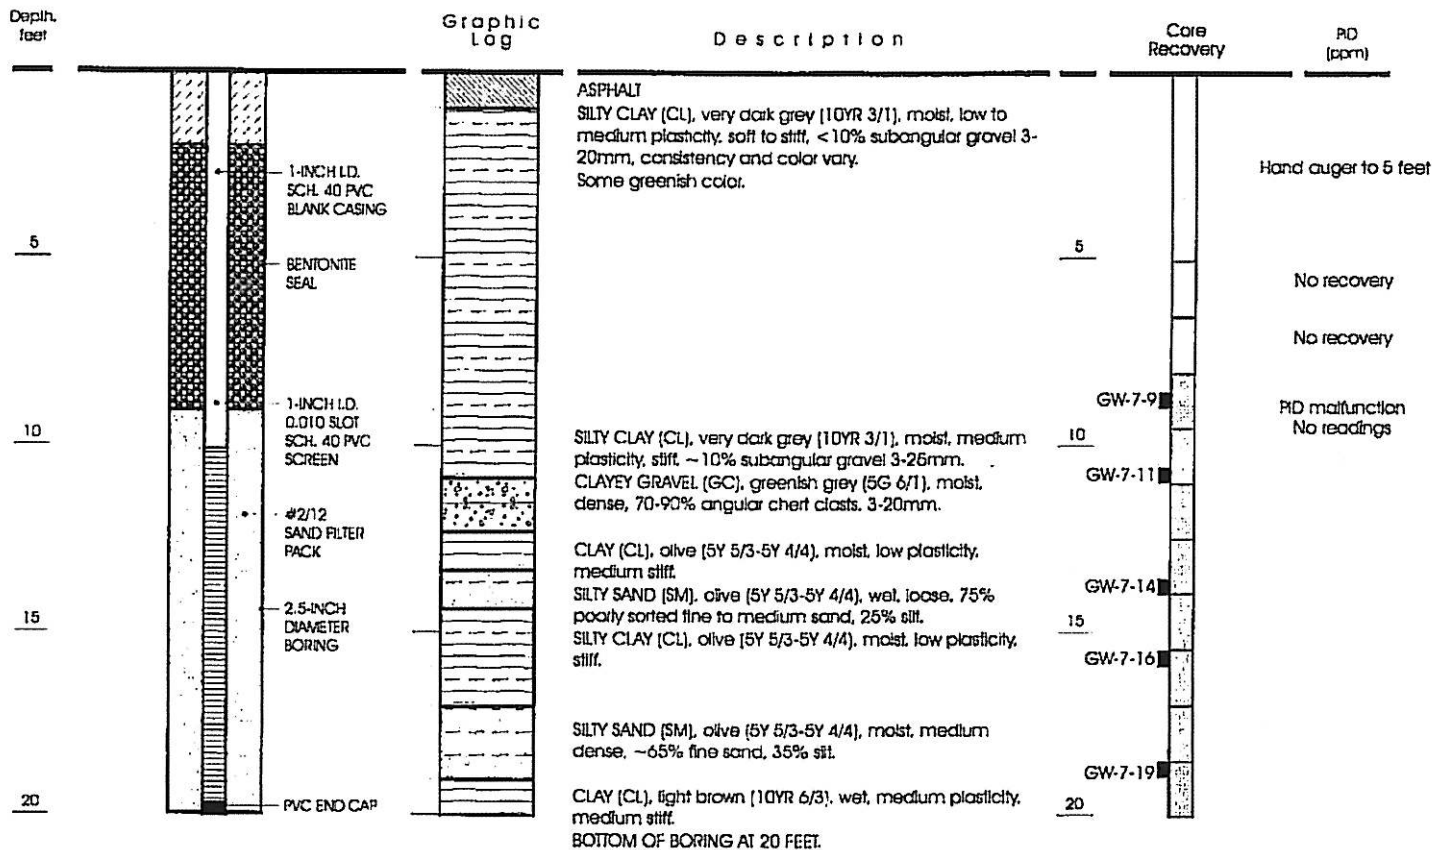 Depth, feet
Graphic Log
Description
Core Recovery
PID (ppm)
ASPHALT
SILTY CLAY (CL), very dark grey (10YR 3/1), moist, low to
medium plasticity, soft to stiff, <10% subangular gravel 3-
20mm, consistency and color vary.
Some greenish color.
1-INCH I.D.
SCH. 40 PVC
BLANK CASING
Hand auger to 5 feet
5
5
BENTONITE
SEAL
No recovery
No recovery
1-INCH I.D.
0.010 SLOT
SCH. 40 PVC
SCREEN
GW-7-9
PID malfunction
No readings
10
10
SILTY CLAY (CL), very dark grey (10YR 3/1), moist, medium
plasticity, stiff, ~10% subangular gravel 3-25mm.
CLAYEY GRAVEL (GC), greenish grey (5G 6/1), moist,
dense, 70-90% angular chert clasts, 3-20mm.
GW-7-11
#2/12
SAND FILTER
PACK
CLAY (CL), olive (5Y 5/3-5Y 4/4), moist, low plasticity,
medium stiff.
SILTY SAND (SM), olive (5Y 5/3-5Y 4/4), wet, loose, 75%
poorly sorted fine to medium sand, 25% silt.
SILTY CLAY (CL), olive (5Y 5/3-5Y 4/4), moist, low plasticity,
stiff.
GW-7-14
2.5-INCH
DIAMETER
BORING
15
15
GW-7-16
SILTY SAND (SM), olive (5Y 5/3-5Y 4/4), moist, medium
dense, ~65% fine sand, 35% silt.
GW-7-19
20
PVC END CAP
20
CLAY (CL), light brown (10YR 6/3), wet, medium plasticity,
medium stiff.
BOTTOM OF BORING AT 20 FEET.